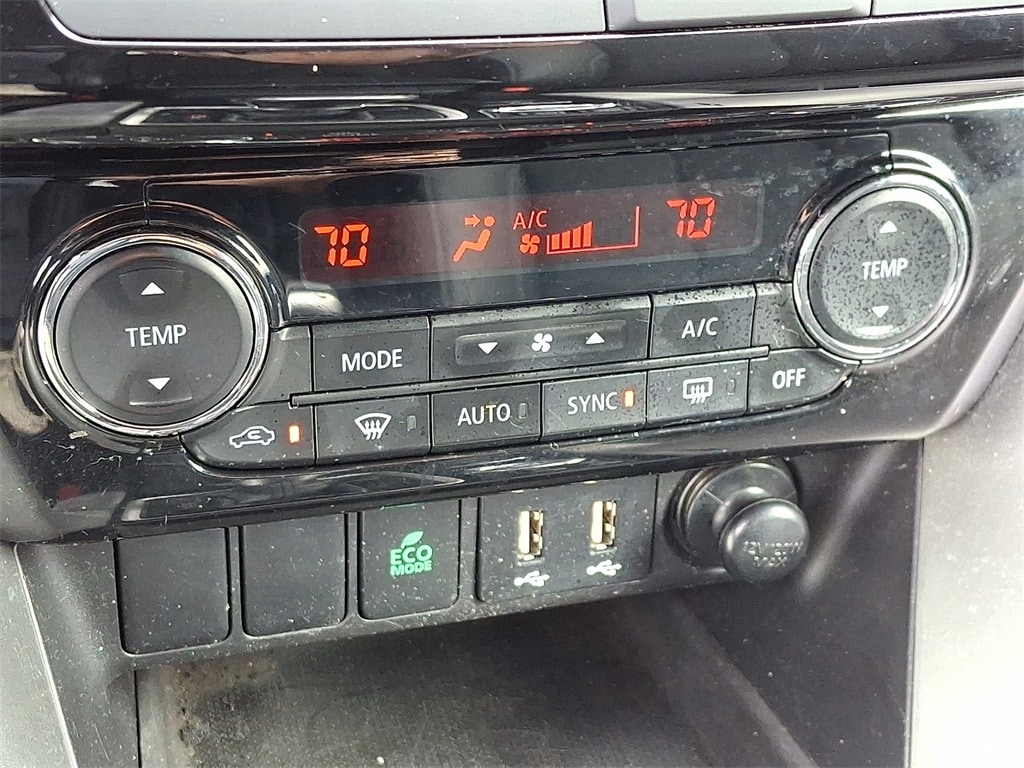 70 A/C 70
TEMP
TEMP
MODE
A/C
AUTO
SYNC
OFF
ECO
MODE